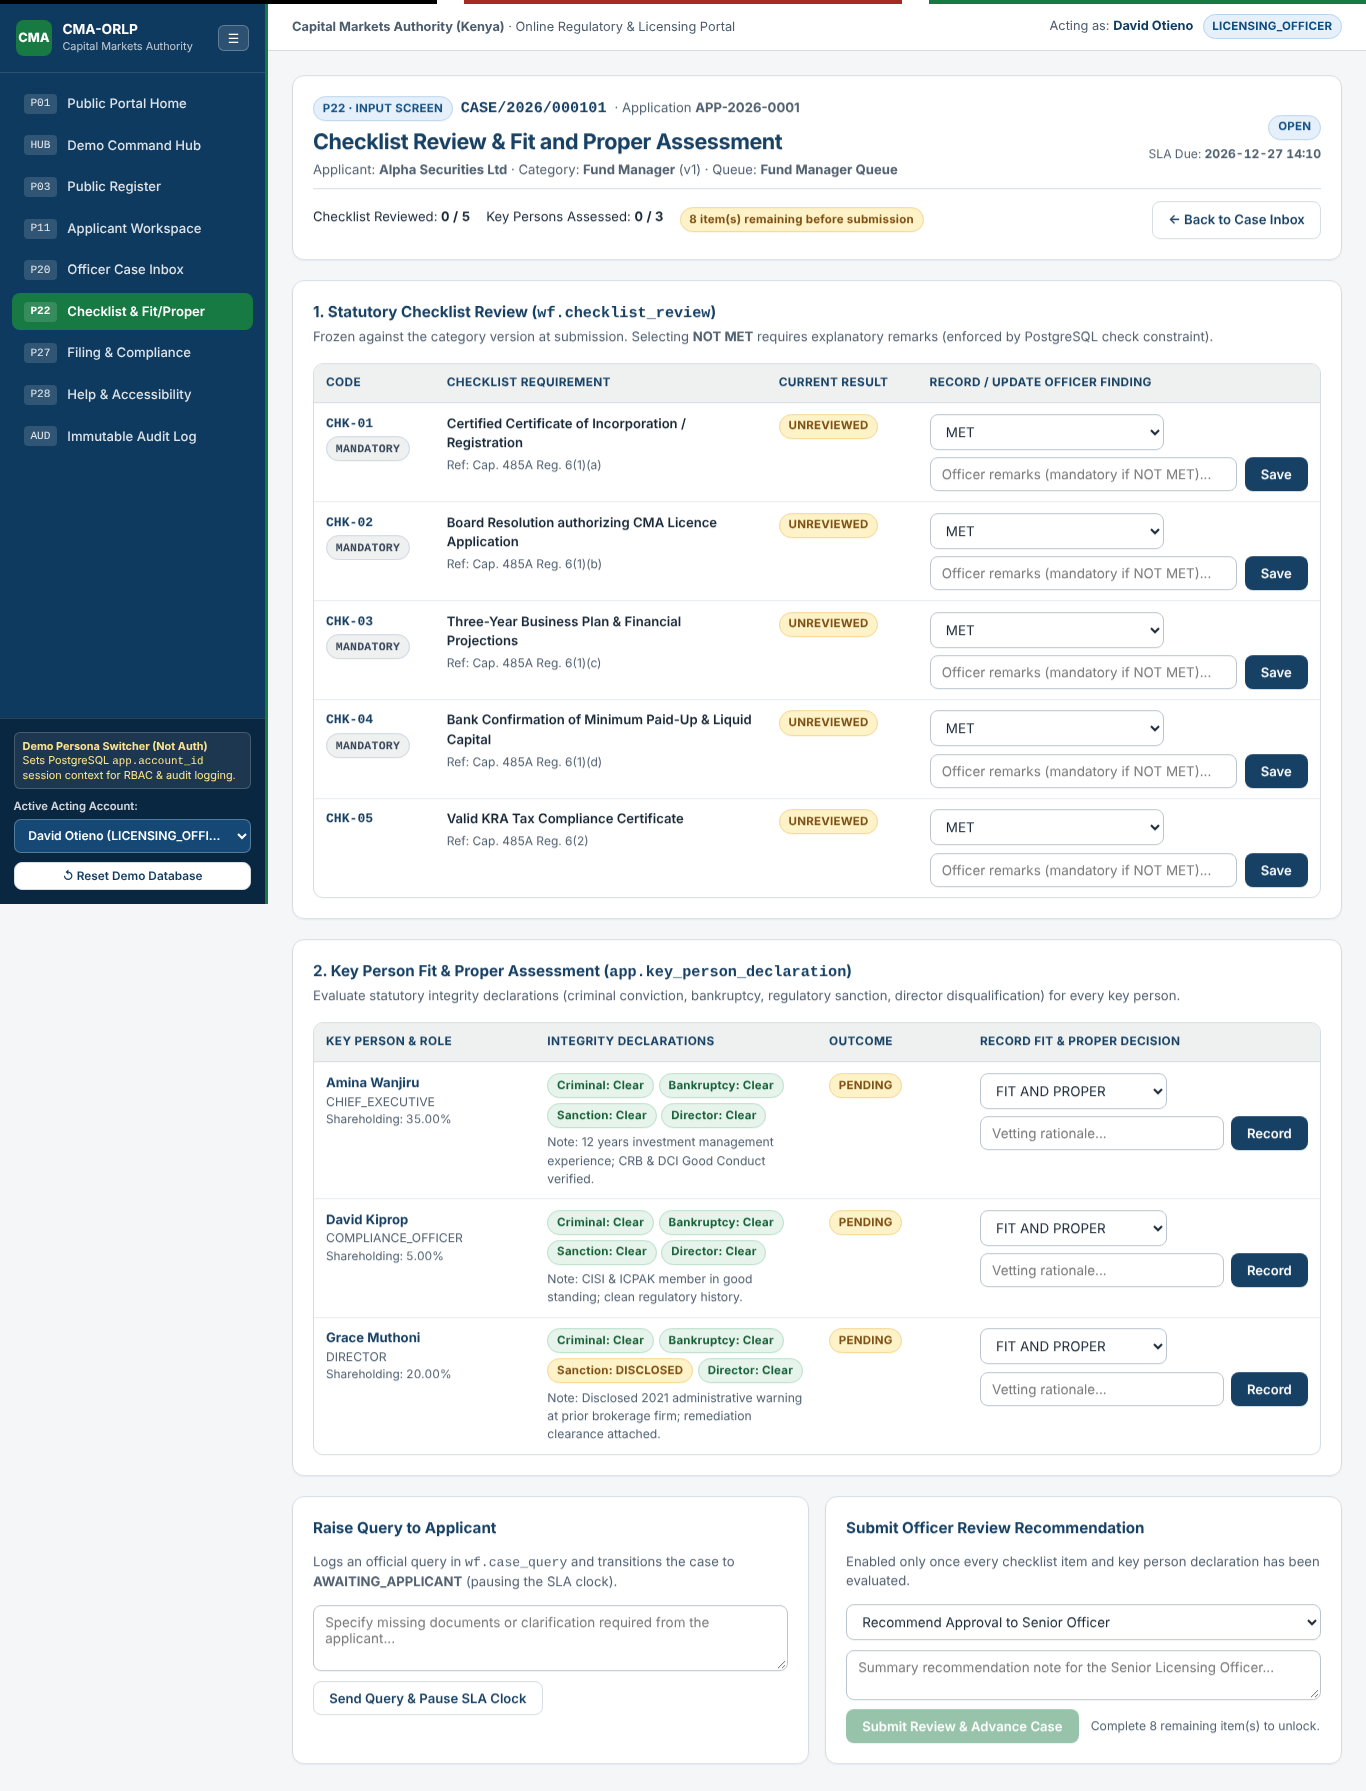 CMA
CMA-ORLP
Capital Markets Authority
☰
P01 Public Portal Home
HUB Demo Command Hub
P03 Public Register
P11 Applicant Workspace
P20 Officer Case Inbox
P22 Checklist & Fit/Proper
P27 Filing & Compliance
P28 Help & Accessibility
AUD Immutable Audit Log
Demo Persona Switcher (Not Auth)
Sets PostgreSQL app.account_id
session context for RBAC & audit logging.
Active Acting Account:
David Otieno (LICENSING_OFFI...
↺ Reset Demo Database
Capital Markets Authority (Kenya) · Online Regulatory & Licensing Portal
Acting as: David Otieno LICENSING_OFFICER
P22 · INPUT SCREEN CASE/2026/000101 · Application APP-2026-0001
Checklist Review & Fit and Proper Assessment
Applicant: Alpha Securities Ltd · Category: Fund Manager (v1) · Queue: Fund Manager Queue
OPEN
SLA Due: 2026-12-27 14:10
Checklist Reviewed: 0 / 5 Key Persons Assessed: 0 / 3 8 item(s) remaining before submission
← Back to Case Inbox
1. Statutory Checklist Review (wf.checklist_review)
Frozen against the category version at submission. Selecting NOT MET requires explanatory remarks (enforced by PostgreSQL check constraint).
CODE CHECKLIST REQUIREMENT CURRENT RESULT RECORD / UPDATE OFFICER FINDING
CHK-01
MANDATORY
Certified Certificate of Incorporation /
Registration
Ref: Cap. 485A Reg. 6(1)(a)
UNREVIEWED
MET
Officer remarks (mandatory if NOT MET)... Save
CHK-02
MANDATORY
Board Resolution authorizing CMA Licence
Application
Ref: Cap. 485A Reg. 6(1)(b)
UNREVIEWED
MET
Officer remarks (mandatory if NOT MET)... Save
CHK-03
MANDATORY
Three-Year Business Plan & Financial
Projections
Ref: Cap. 485A Reg. 6(1)(c)
UNREVIEWED
MET
Officer remarks (mandatory if NOT MET)... Save
CHK-04
MANDATORY
Bank Confirmation of Minimum Paid-Up & Liquid
Capital
Ref: Cap. 485A Reg. 6(1)(d)
UNREVIEWED
MET
Officer remarks (mandatory if NOT MET)... Save
CHK-05
Valid KRA Tax Compliance Certificate
Ref: Cap. 485A Reg. 6(2)
UNREVIEWED
MET
Officer remarks (mandatory if NOT MET)... Save
2. Key Person Fit & Proper Assessment (app.key_person_declaration)
Evaluate statutory integrity declarations (criminal conviction, bankruptcy, regulatory sanction, director disqualification) for every key person.
KEY PERSON & ROLE INTEGRITY DECLARATIONS OUTCOME RECORD FIT & PROPER DECISION
Amina Wanjiru
CHIEF_EXECUTIVE
Shareholding: 35.00%
Criminal: Clear Bankruptcy: Clear
Sanction: Clear Director: Clear
Note: 12 years investment management
experience; CRB & DCI Good Conduct
verified.
PENDING
FIT AND PROPER
Vetting rationale... Record
David Kiprop
COMPLIANCE_OFFICER
Shareholding: 5.00%
Criminal: Clear Bankruptcy: Clear
Sanction: Clear Director: Clear
Note: CISI & ICPAK member in good
standing; clean regulatory history.
PENDING
FIT AND PROPER
Vetting rationale... Record
Grace Muthoni
DIRECTOR
Shareholding: 20.00%
Criminal: Clear Bankruptcy: Clear
Sanction: DISCLOSED Director: Clear
Note: Disclosed 2021 administrative warning
at prior brokerage firm; remediation
clearance attached.
PENDING
FIT AND PROPER
Vetting rationale... Record
Raise Query to Applicant
Logs an official query in wf.case_query and transitions the case to
AWAITING_APPLICANT (pausing the SLA clock).
Specify missing documents or clarification required from the
applicant...
Send Query & Pause SLA Clock
Submit Officer Review Recommendation
Enabled only once every checklist item and key person declaration has been
evaluated.
Recommend Approval to Senior Officer
Summary recommendation note for the Senior Licensing Officer...
Submit Review & Advance Case Complete 8 remaining item(s) to unlock.